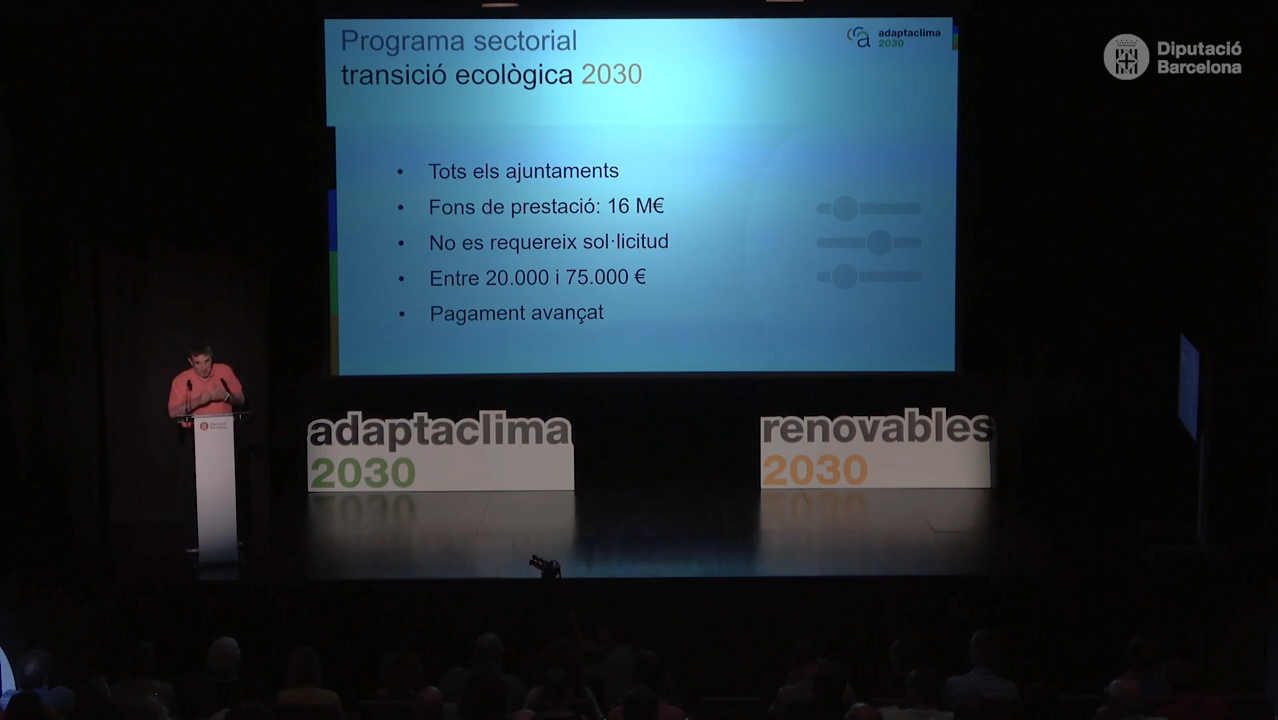 Programa sectorial
transició ecològica 2030
adaptaclima
2030
Diputació
Barcelona
• Tots els ajuntaments
• Fons de prestació: 16 M€
• No es requereix sol·licitud
• Entre 20.000 i 75.000 €
• Pagament avançat
adaptaclima
2030
renovables
2030